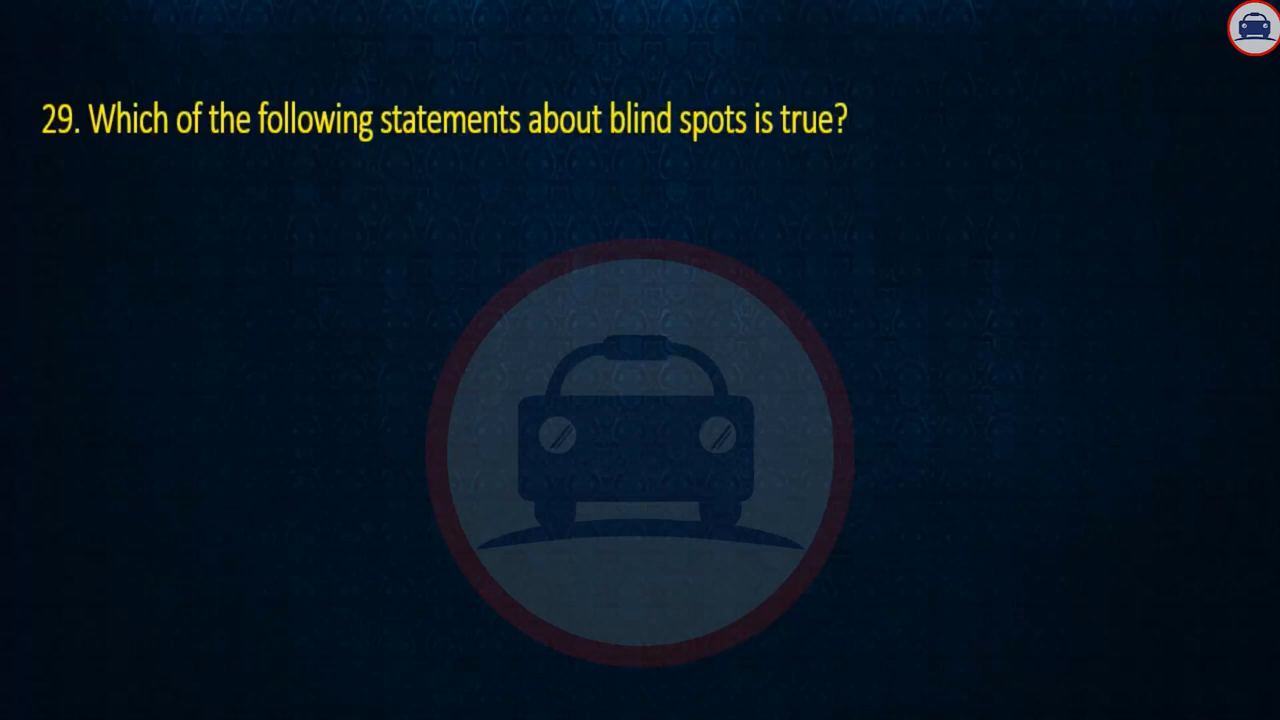 29. Which of the following statements about blind spots is true?